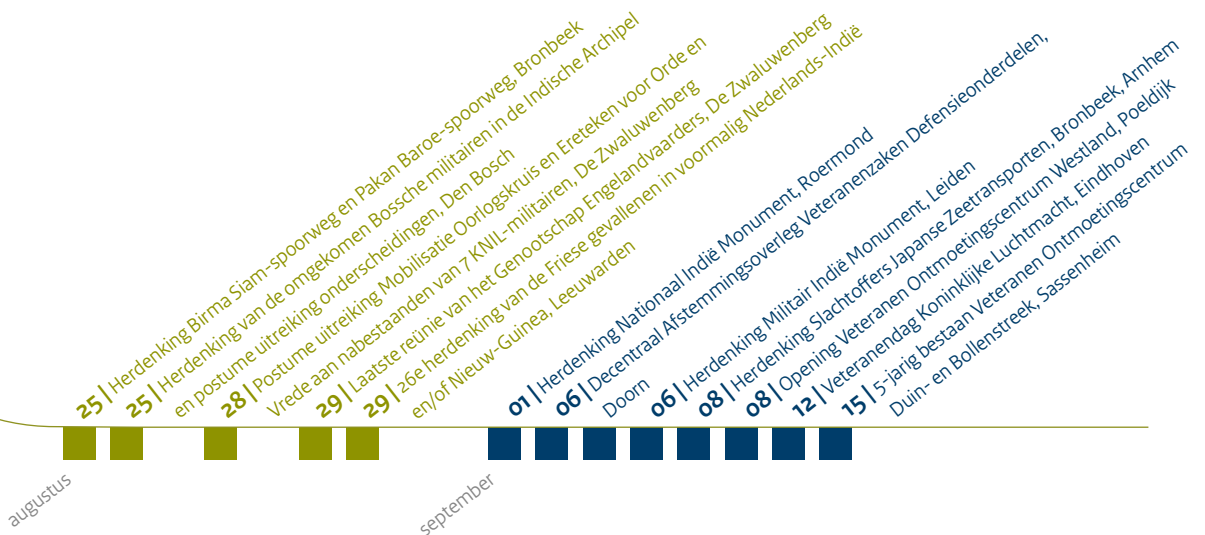 25 | Herdenking Birma Siam-spoorweg en Pakan Baroe-spoorweg, Bronbeek
25 | Herdenking van de omgekomen Bossche militairen in de Indische Archipel
en postume uitreiking onderscheidingen, Den Bosch
28 | Postume uitreiking Mobilisatie Oorlogskruis en Ereteken voor Orde en
Vrede aan nabestaanden van 7 KNIL-militairen, De Zwaluwenberg
29 | Laatste reünie van het Genootschap Engelandvaarders, De Zwaluwenberg
29 | 26e herdenking van de Friese gevallenen in voormalig Nederlands-Indië
en/of Nieuw-Guinea, Leeuwarden
01 | Herdenking Nationaal Indië Monument, Roermond
06 | Decentraal Afstemmingsoverleg Veteranenzaken Defensieonderdelen,
Doorn
06 | Herdenking Militair Indië Monument, Leiden
08 | Herdenking Slachtoffers Japanse Zeetransporten, Bronbeek, Arnhem
08 | Opening Veteranen Ontmoetingscentrum Westland, Poeldijk
12 | Veteranendag Koninklijke Luchtmacht, Eindhoven
15 | 5-jarig bestaan Veteranen Ontmoetingscentrum
Duin- en Bollenstreek, Sassenheim
augustus
september